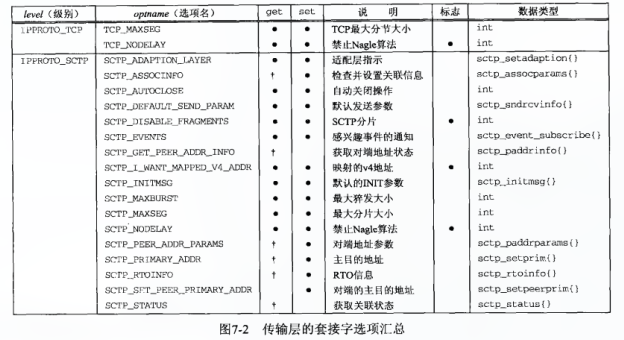 level（级别） optname（选项名） get set 说 明 标志 数据类型
IPPROTO_TCP TCP_MAXSEG ● ● TCP最大分节大小 int
TCP_NODELAY ● ● 禁止Nagle算法 ● int
IPPROTO_SCTP SCTP_ADAPTION_LAYER ● ● 适配层指示 sctp_setadaption{}
SCTP_ASSOCINFO † ● 检查并设置关联信息 sctp_assocparams{}
SCTP_AUTOCLOSE ● ● 自动关闭操作 int
SCTP_DEFAULT_SEND_PARAM ● ● 默认发送参数 sctp_sndrcvinfo{}
SCTP_DISABLE_FRAGMENTS ● ● SCTP分片 ● int
SCTP_EVENTS ● ● 感兴趣事件的通知 sctp_event_subscribe{}
SCTP_GET_PEER_ADDR_INFO † 获取对端地址状态 sctp_paddrinfo{}
SCTP_I_WANT_MAPPED_V4_ADDR ● ● 映射的v4地址 ● int
SCTP_INITMSG ● ● 默认的INIT参数 sctp_initmsg{}
SCTP_MAXBURST ● ● 最大猝发大小 int
SCTP_MAXSEG ● ● 最大分片大小 int
SCTP_NODELAY ● ● 禁止Nagle算法 ● int
SCTP_PEER_ADDR_PARAMS † ● 对端地址参数 sctp_paddrparams{}
SCTP_PRIMARY_ADDR † ● 主目的地址 sctp_setprim{}
SCTP_RTOINFO † ● RTO信息 sctp_rtoinfo{}
SCTP_SET_PEER_PRIMARY_ADDR ● 对端的主目的地址 sctp_setpeerprim{}
SCTP_STATUS † 获取关联状态 sctp_status{}
图7-2 传输层的套接字选项汇总